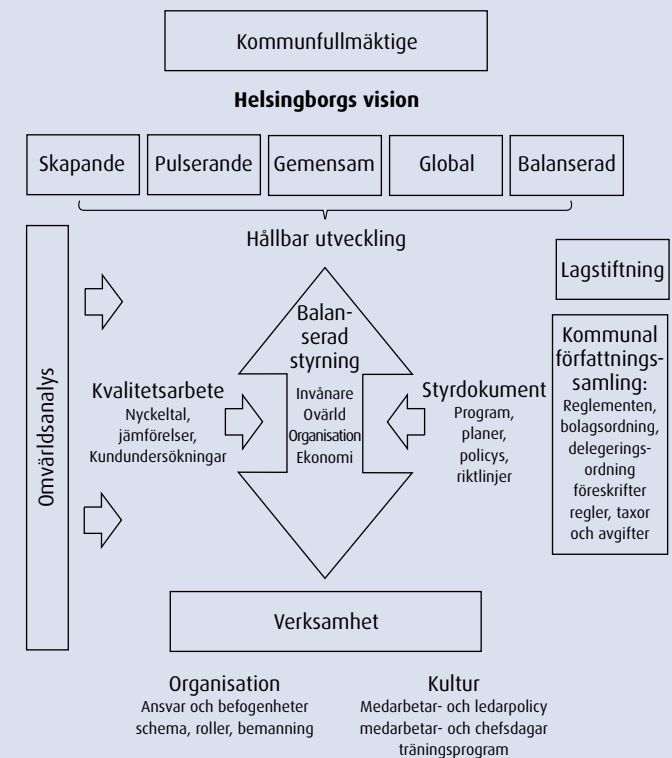 Kommunfullmäktige
Helsingborgs vision
Skapande
Pulserande
Gemensam
Global
Balanserad
Hållbar utveckling
Omvärldsanalys
Kvalitetsarbete
Nyckeltal,
jämförelser,
Kundundersökningar
Balan-
serad
styrning
Invånare
Ovärld
Organisation
Ekonomi
Styrdokument
Program,
planer,
policys,
riktlinjer
Lagstiftning
Kommunal
författnings-
samling:
Reglementen,
bolagsordning,
delegerings-
ordning
föreskrifter
regler, taxor
och avgifter
Verksamhet
Organisation
Ansvar och befogenheter
schema, roller, bemanning
Kultur
Medarbetar- och ledarpolicy
medarbetar- och chefsdagar
träningsprogram